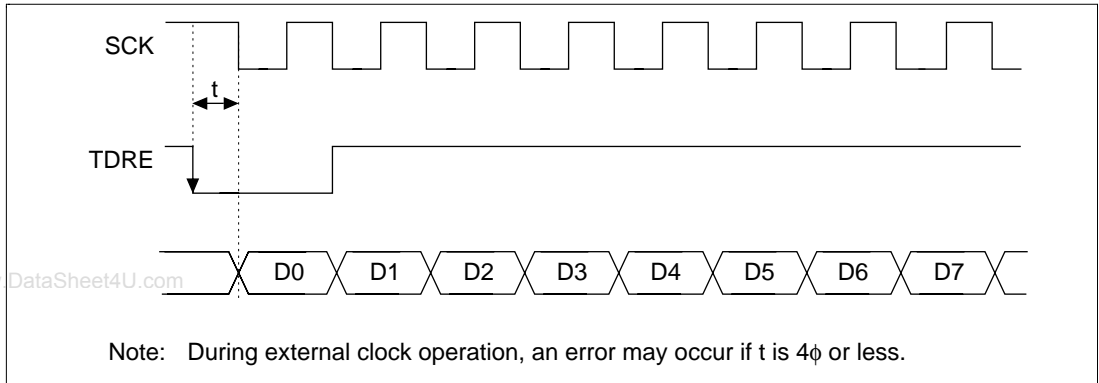 SCK
t
TDRE
D0 D1 D2 D3 D4 D5 D6 D7
.DataSheet4U.com
Note: During external clock operation, an error may occur if t is 4ϕ or less.